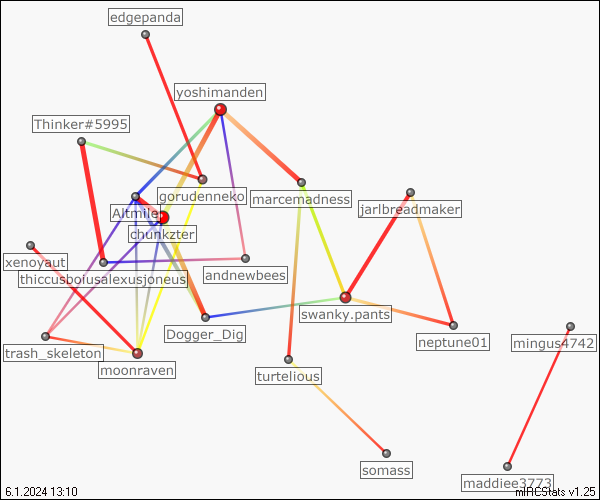 edgepanda
yoshimanden
Thinker#5995
gorudenneko
marcemadness
Altmile
jarlbreadmaker
chunkzter
xenoyaut
andnewbees
thiccusbofusalexusjoneus
swanky.pants
Dogger_Dig
neptune01
mingus4742
trash_skeleton
moonraven
turtelious
somass
maddiee3773
6.1.2024 13:10
mIRCStats v1.25